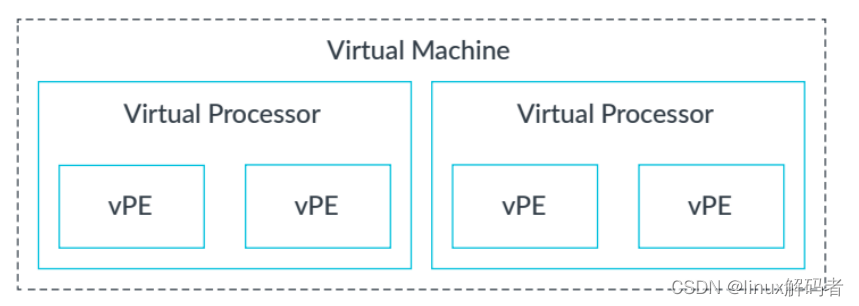 Virtual Machine
Virtual Processor Virtual Processor
vPE vPE vPE vPE
CSDN @linux解码者